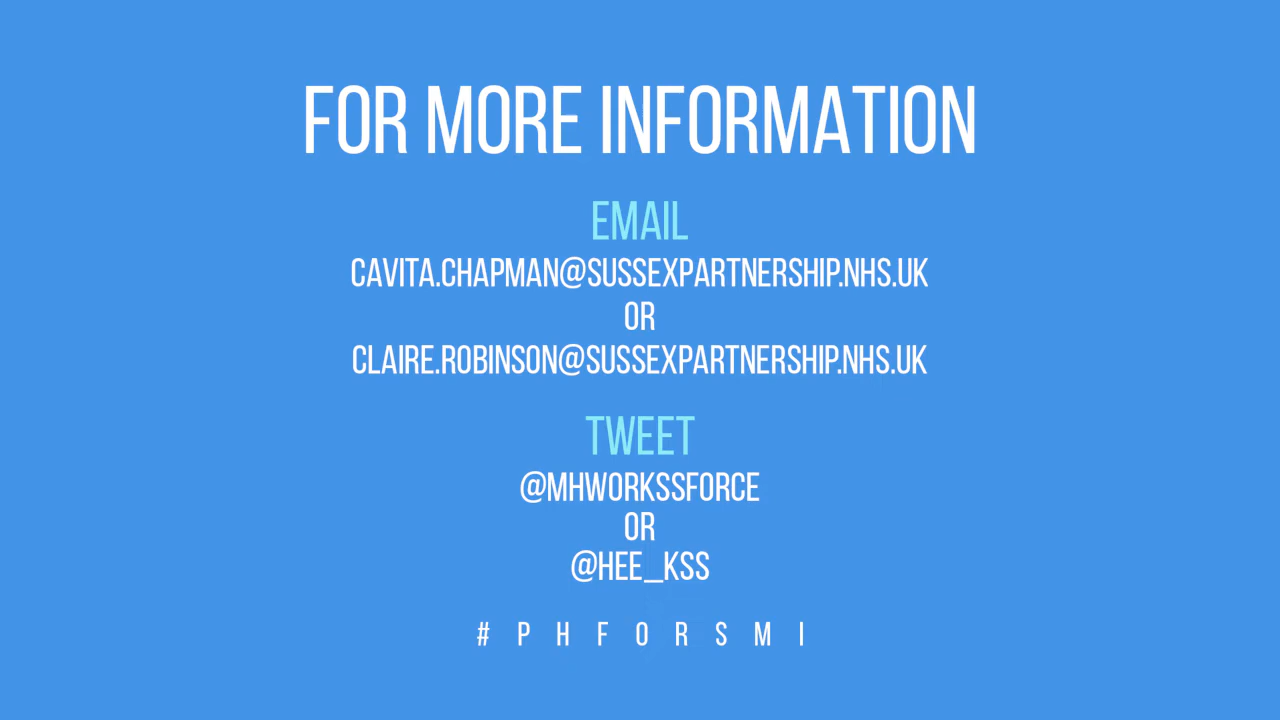 FOR MORE INFORMATION
EMAIL
CAVITA.CHAPMAN@SUSSEXPARTNERSHIP.NHS.UK
OR
CLAIRE.ROBINSON@SUSSEXPARTNERSHIP.NHS.UK
TWEET
@MHWORKSSFORCE
OR
@HEE_KSS
#PHFORSMI